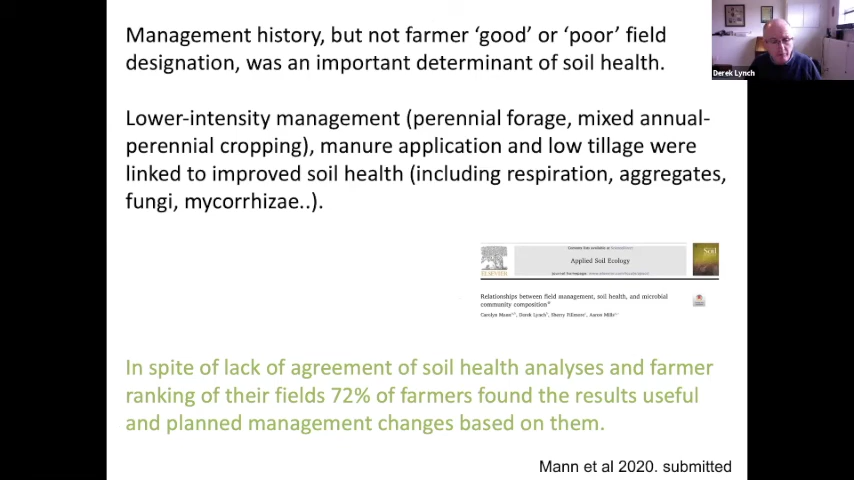 Management history, but not farmer ‘good’ or ‘poor’ field
designation, was an important determinant of soil health.
Lower-intensity management (perennial forage, mixed annual-
perennial cropping), manure application and low tillage were
linked to improved soil health (including respiration, aggregates,
fungi, mycorrhizae..).
Applied Soil Ecology
ELSEVIER
Soil
Relationships between field management, soil health, and microbial
community composition
Carolyn Mann, Derek Lynch, Sherry Fillmore, Aaron Mills
In spite of lack of agreement of soil health analyses and farmer
ranking of their fields 72% of farmers found the results useful
and planned management changes based on them.
Mann et al 2020. submitted
Derek Lynch